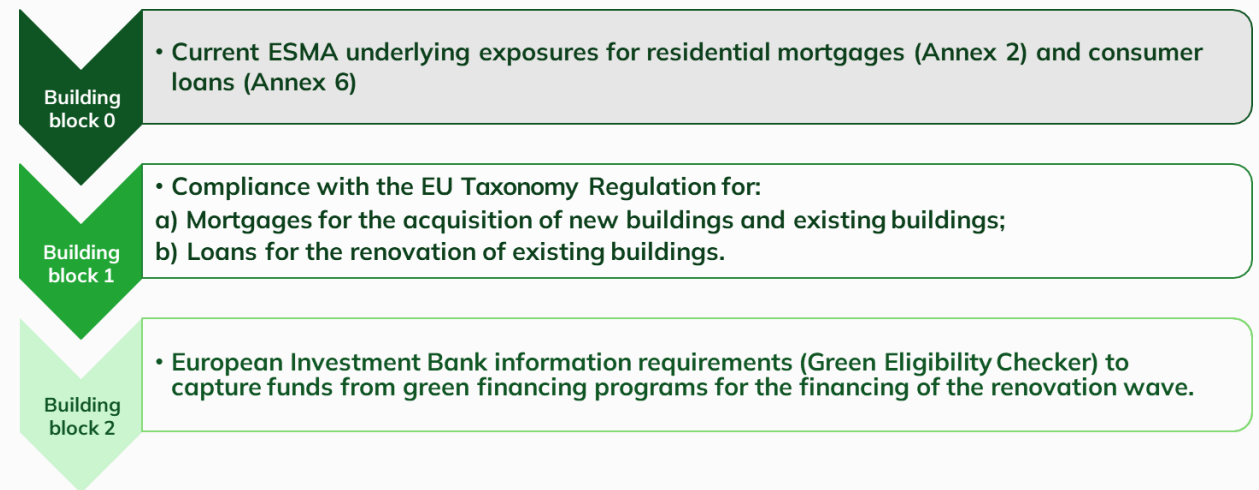 Building
block 0
• Current ESMA underlying exposures for residential mortgages (Annex 2) and consumer
loans (Annex 6)
Building
block 1
• Compliance with the EU Taxonomy Regulation for:
a) Mortgages for the acquisition of new buildings and existing buildings;
b) Loans for the renovation of existing buildings.
Building
block 2
• European Investment Bank information requirements (Green Eligibility Checker) to
capture funds from green financing programs for the financing of the renovation wave.